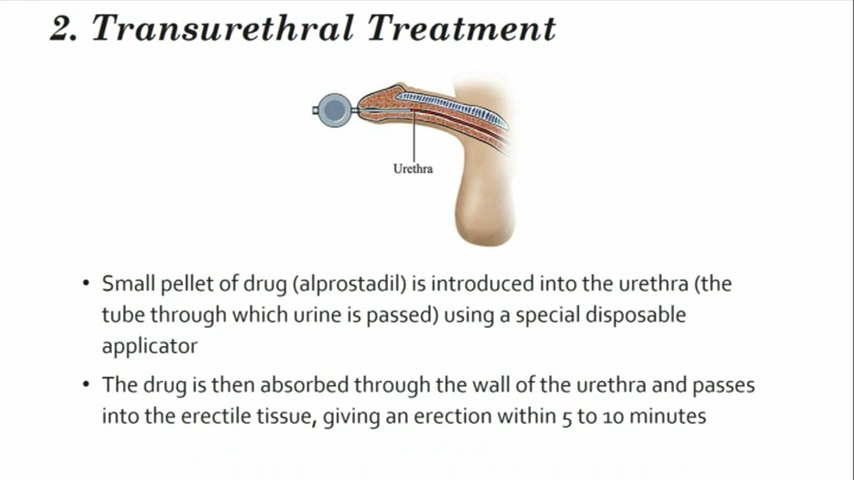 2. Transurethral Treatment
Urethra
• Small pellet of drug (alprostadil) is introduced into the urethra (the
tube through which urine is passed) using a special disposable
applicator
• The drug is then absorbed through the wall of the urethra and passes
into the erectile tissue, giving an erection within 5 to 10 minutes